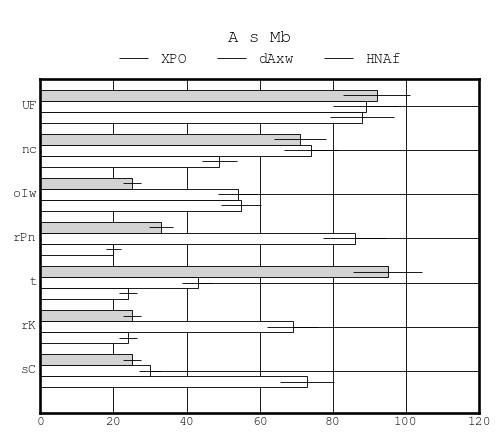 A s Mb
XPO dAxw HNAf
UF
nc
oIw
rPn
t
rK
sC
0 20 40 60 80 100 120